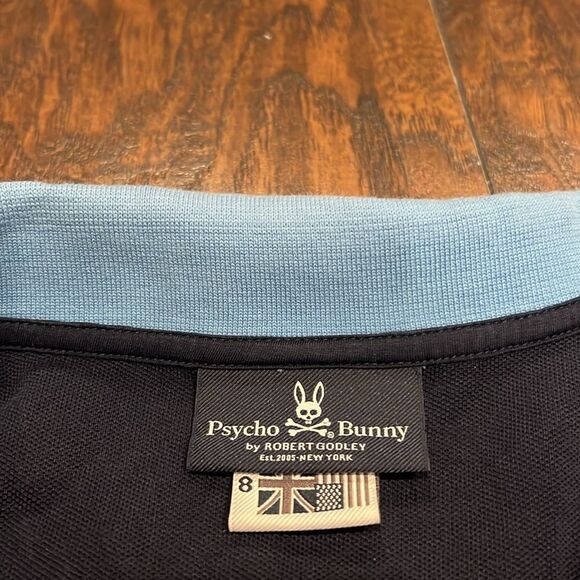 Psycho ® Bunny
by ROBERT GODLEY
Est. 2005-NEW YORK
8